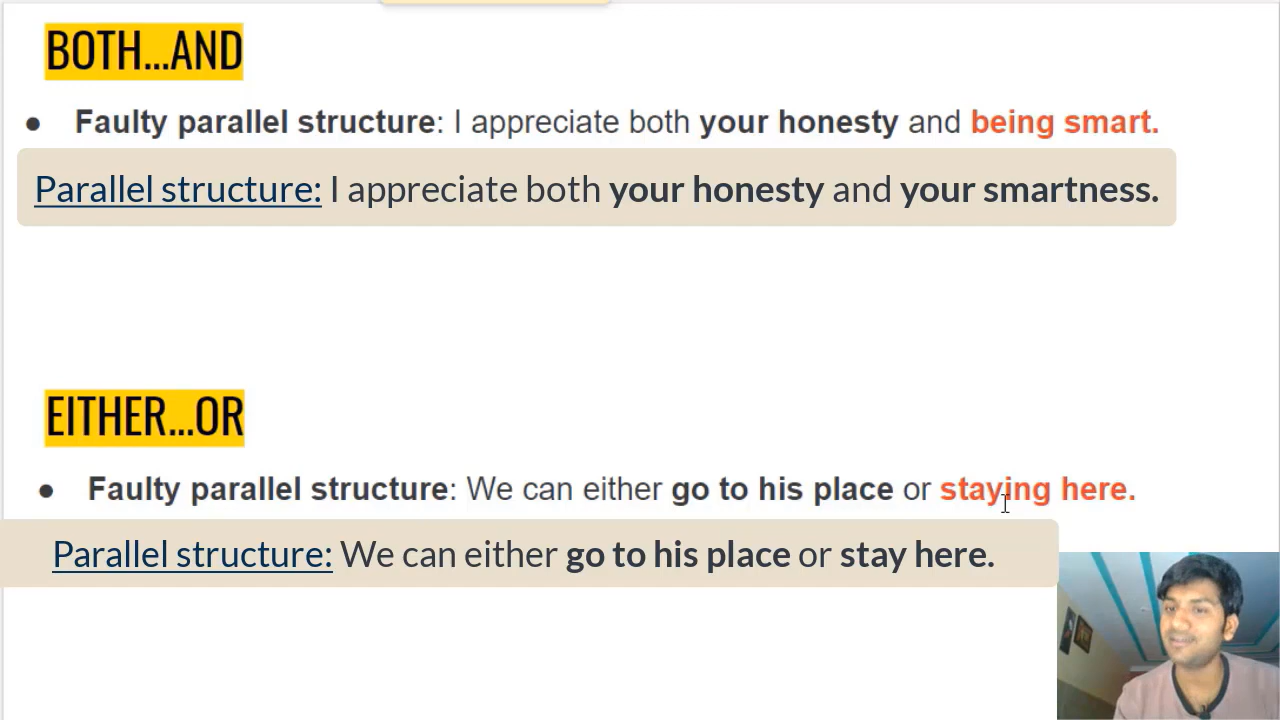 BOTH...AND
● Faulty parallel structure: I appreciate both your honesty and being smart.
Parallel structure: I appreciate both your honesty and your smartness.
EITHER...OR
● Faulty parallel structure: We can either go to his place or staying here.
Parallel structure: We can either go to his place or stay here.